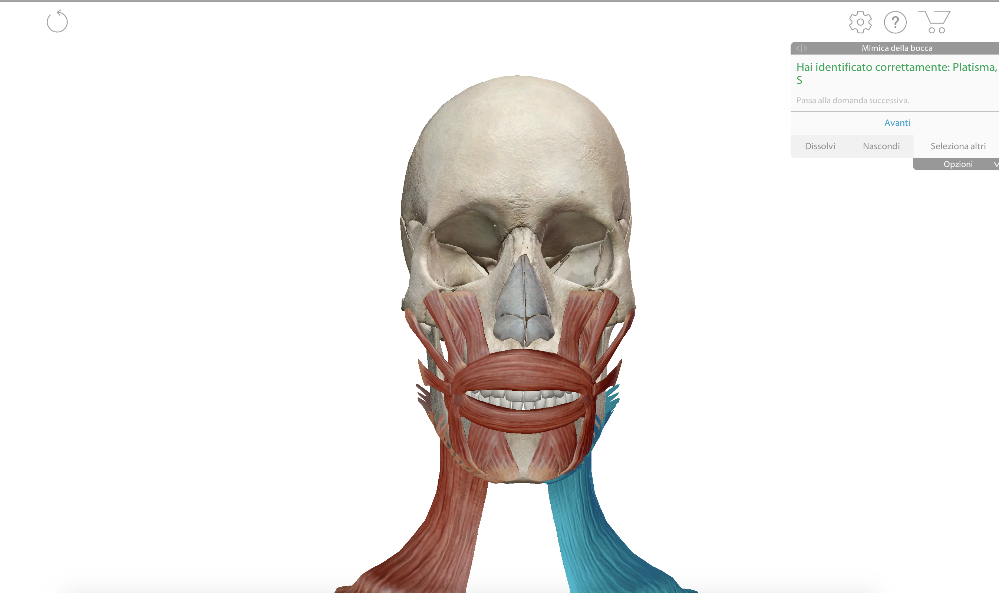 ?
Mimica della bocca
Hai identificato correttamente: Platisma,
S
Passa alla domanda successiva.
Avanti
Dissolvi
Nascondi
Seleziona altri
Opzioni